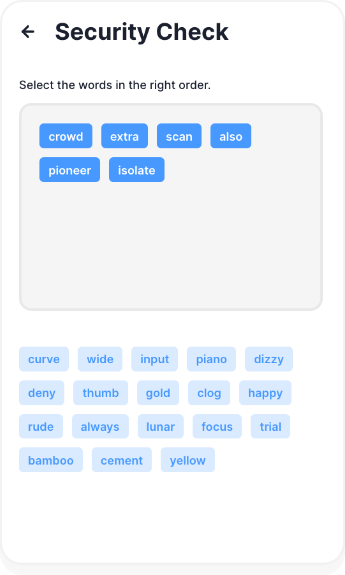 Security Check
Select the words in the right order.
crowd extra scan also
pioneer isolate
curve wide input piano dizzy
deny thumb gold clog happy
rude always lunar focus trial
bamboo cement yellow